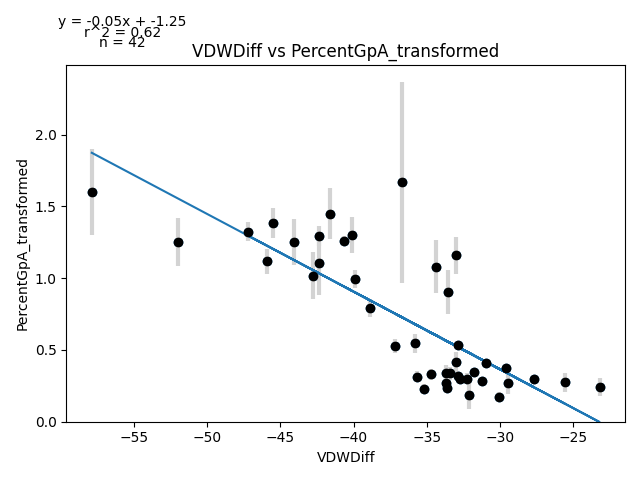 y = -0.05x + -1.25
r^2 = 0.62
n = 42
VDWDiff vs PercentGpA_transformed
PercentGpA_transformed
2.0
1.5
1.0
0.5
0.0
−55 −50 −45 −40 −35 −30 −25
VDWDiff